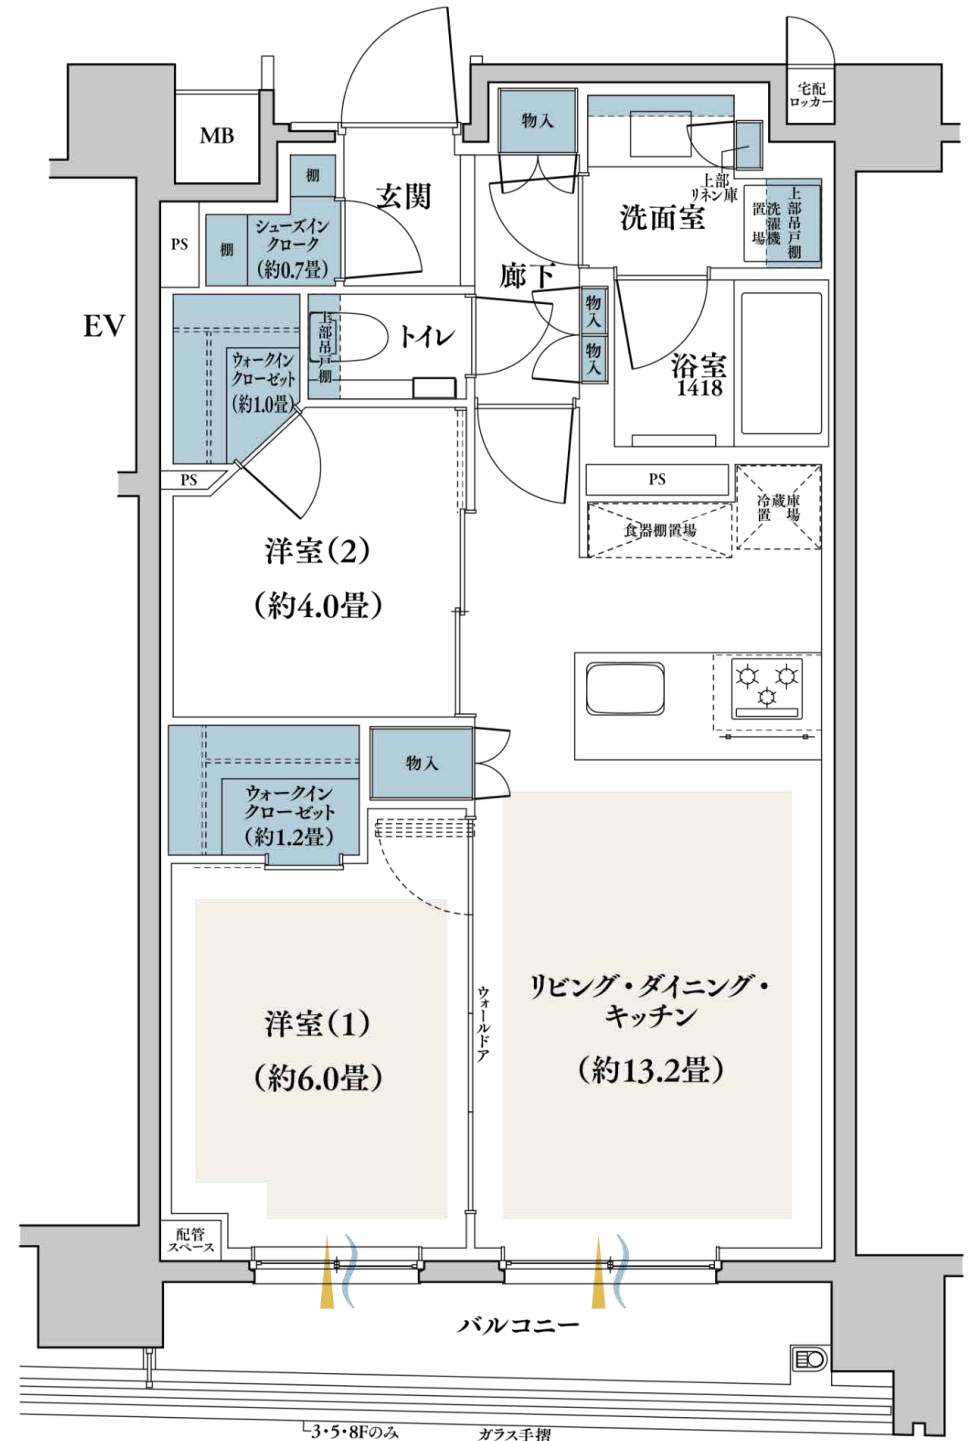 宅配
ロッカー
MB
物入
棚
玄関
上部
リネン庫
洗面室
上部吊戸棚
洗濯機
置場
PS
棚
シューズイン
クローク
(約0.7畳)
廊下
EV
上部吊戸棚
トイレ
物入
物入
ウォークイン
クローゼット
(約1.0畳)
浴室
1418
PS
PS
冷蔵庫
置場
食器棚置場
洋室(2)
(約4.0畳)
物入
ウォークイン
クローゼット
(約1.2畳)
ウォールドア
リビング・ダイニング・
キッチン
(約13.2畳)
洋室(1)
(約6.0畳)
配管
スペース
バルコニー
3・5・8Fのみ
ガラス手摺